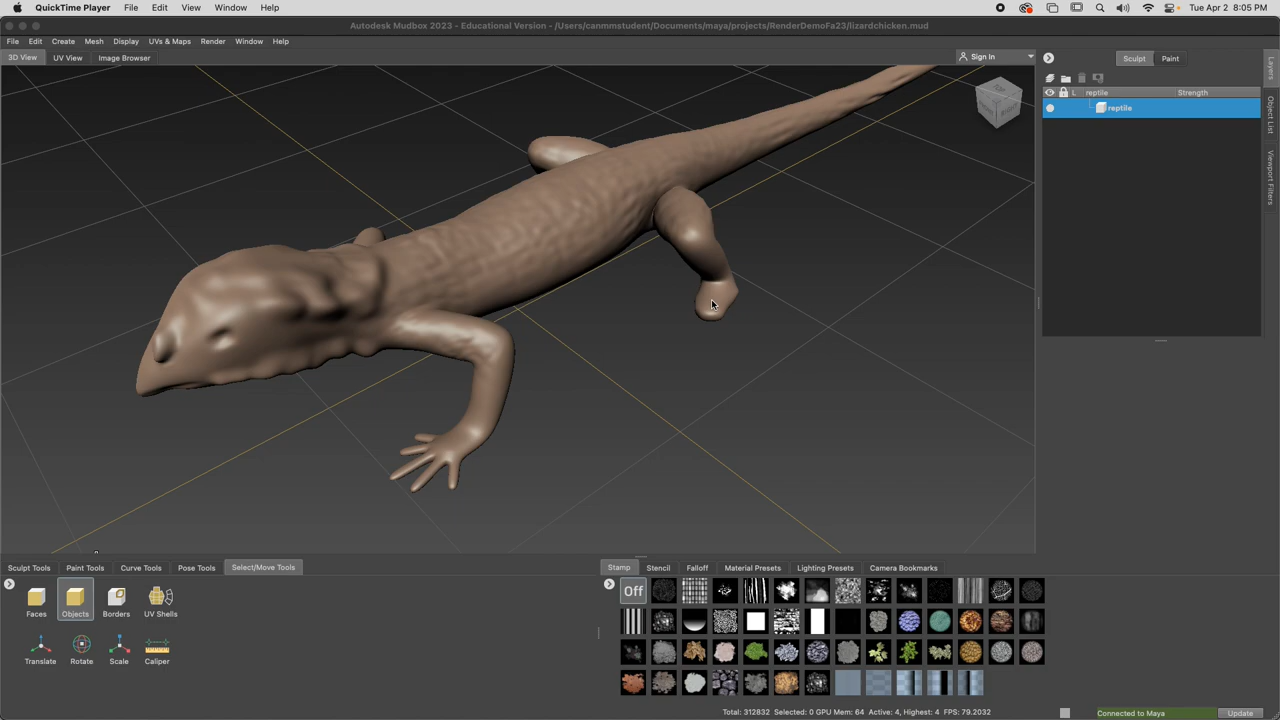 QuickTime Player File Edit View Window Help Tue Apr 2 8:05 PM
Autodesk Mudbox 2023 - Educational Version - /Users/canmmstudent/Documents/maya/projects/RenderDemoFa23/lizardchicken.mud
File Edit Create Mesh Display UVs & Maps Render Window Help
3D View UV View Image Browser Sign In Sculpt Paint
L reptile Strength
reptile
Layers
Object List
Viewport Filters
Sculpt Tools Paint Tools Curve Tools Pose Tools Select/Move Tools Stamp Stencil Falloff Material Presets Lighting Presets Camera Bookmarks
Off
Faces Objects Borders UV Shells
Translate Rotate Scale Caliper
Total: 312832 Selected: 0 GPU Mem: 64 Active: 4, Highest: 4 FPS: 79.2032 Connected to Maya Update